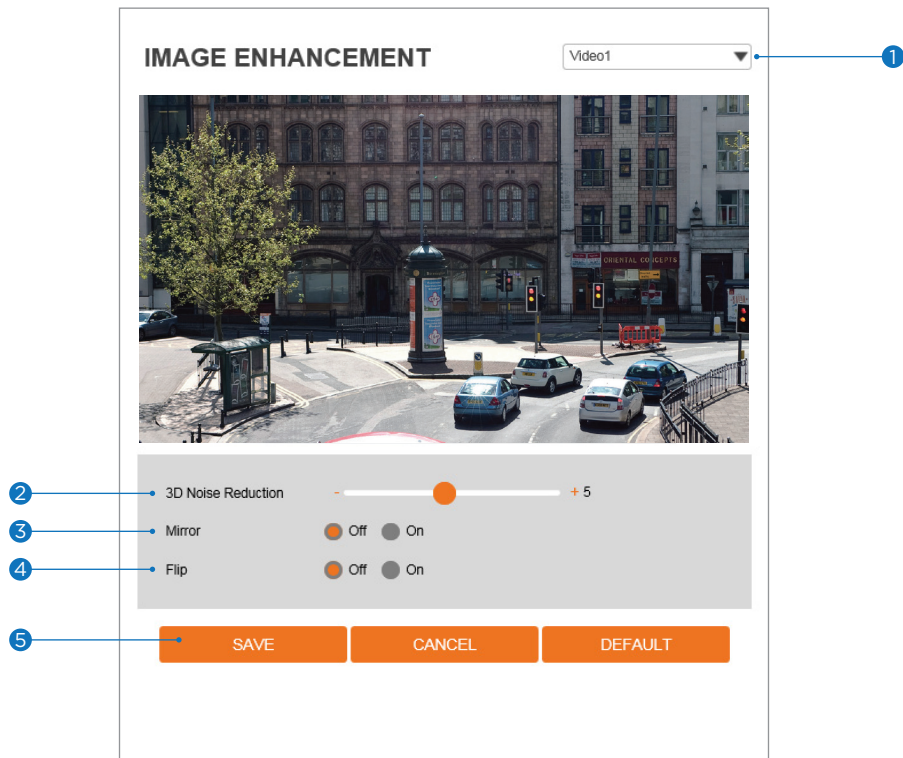 IMAGE ENHANCEMENT
Video1
1
ORIENTAL CONCEPTS
2
3D Noise Reduction
-
+ 5
3
Mirror
Off
On
4
Flip
Off
On
5
SAVE
CANCEL
DEFAULT